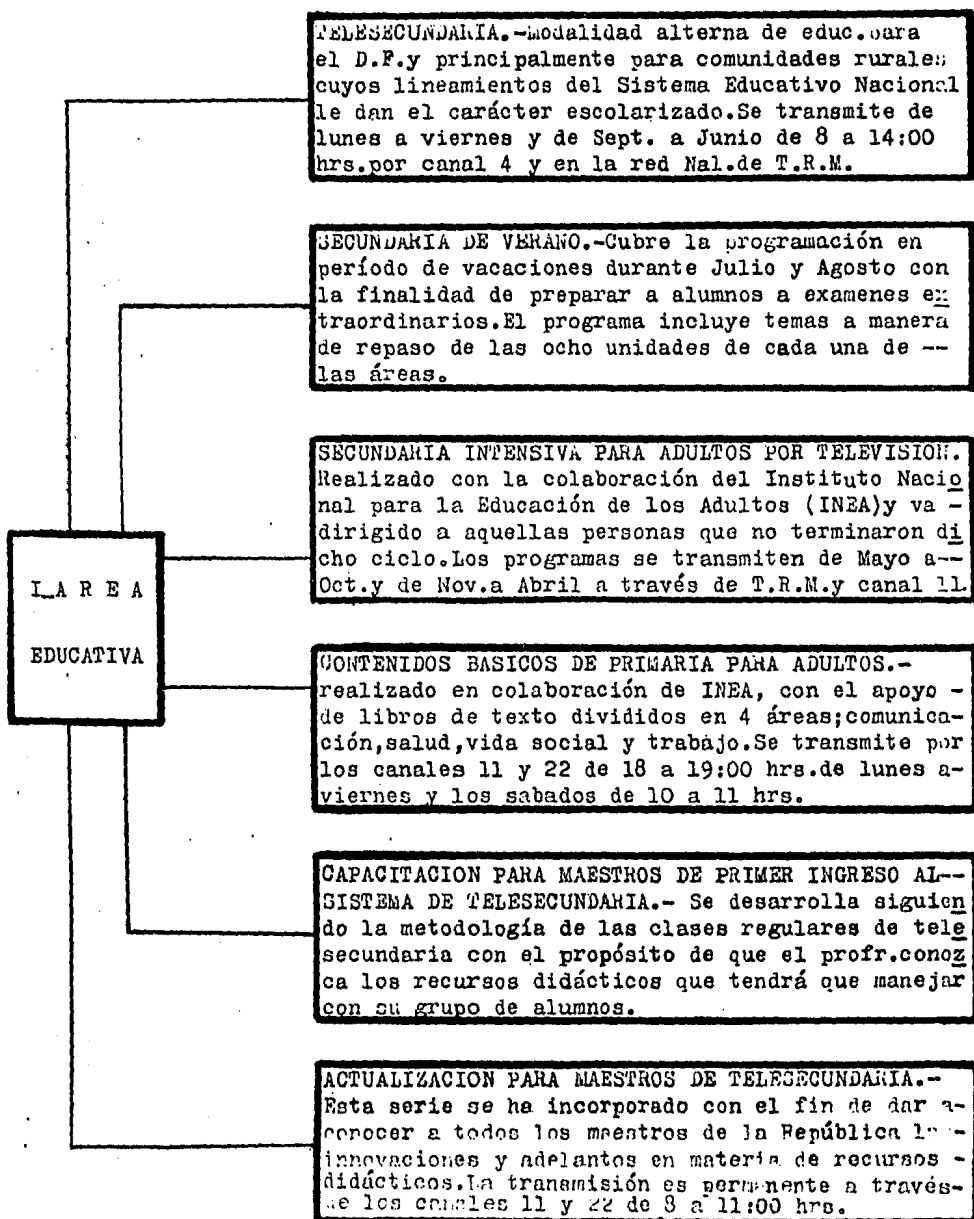 TELESECUNDARIA.-Modalidad alterna de educ.para
el D.F.y principalmente para comunidades rurales
cuyos lineamientos del Sistema Educativo Nacional
le dan el carácter escolarizado.Se transmite de
lunes a viernes y de Sept. a Junio de 8 a 14:00
hrs.por canal 4 y en la red Nal.de T.R.M.
SECUNDARIA DE VERANO.-Cubre la programación en
período de vacaciones durante Julio y Agosto con
la finalidad de preparar a alumnos a examenes ex
traordinarios.El programa incluye temas a manera
de repaso de las ocho unidades de cada una de --
las áreas.
SECUNDARIA INTENSIVA PARA ADULTOS POR TELEVISION.
Realizado con la colaboración del Instituto Nacio
nal para la Educación de los Adultos (INEA)y va -
dirigido a aquellas personas que no terminaron di
cho ciclo.Los programas se transmiten de Mayo a--
Oct.y de Nov.a Abril a través de T.R.M.y canal 11.
I_A R E A
EDUCATIVA
CONTENIDOS BASICOS DE PRIMARIA PARA ADULTOS.-
realizado en colaboración de INEA, con el apoyo -
de libros de texto divididos en 4 áreas;comunica-
ción,salud,vida social y trabajo.Se transmite por
los canales 11 y 22 de 18 a 19:00 hrs.de lunes a-
viernes y los sabados de 10 a 11 hrs.
CAPACITACION PARA MAESTROS DE PRIMER INGRESO AL--
SISTEMA DE TELESECUNDARIA.- Se desarrolla siguien
do la metodología de las clases regulares de tele
secundaria con el propósito de que el profr.conoz
ca los recursos didácticos que tendrá que manejar
con su grupo de alumnos.
ACTUALIZACION PARA MAESTROS DE TELESECUNDARIA.-
Esta serie se ha incorporado con el fin de dar a-
conocer a todos los maestros de la República
innovaciones y adelantos en materia de recursos -
didácticos.La transmisión es permanente a través-
de los canales 11 y 22 de 8 a 11:00 hrs.